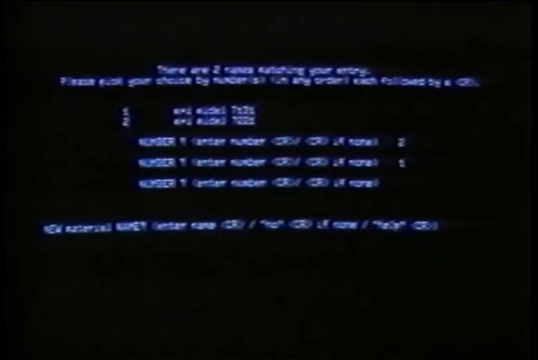 There are 2 names matching your entry.
Please pick your choice by number(s) (in any order) each followed by a <CR>.
1
2
NUMBER ? (enter number <CR>/ <CR> if none) 2
NUMBER ? (enter number <CR>/ <CR> if none) 1
NUMBER ? (enter number <CR>/ <CR> if none)
NEW material NAME? (enter name <CR> / "no" <CR> if none / "help" <CR>)